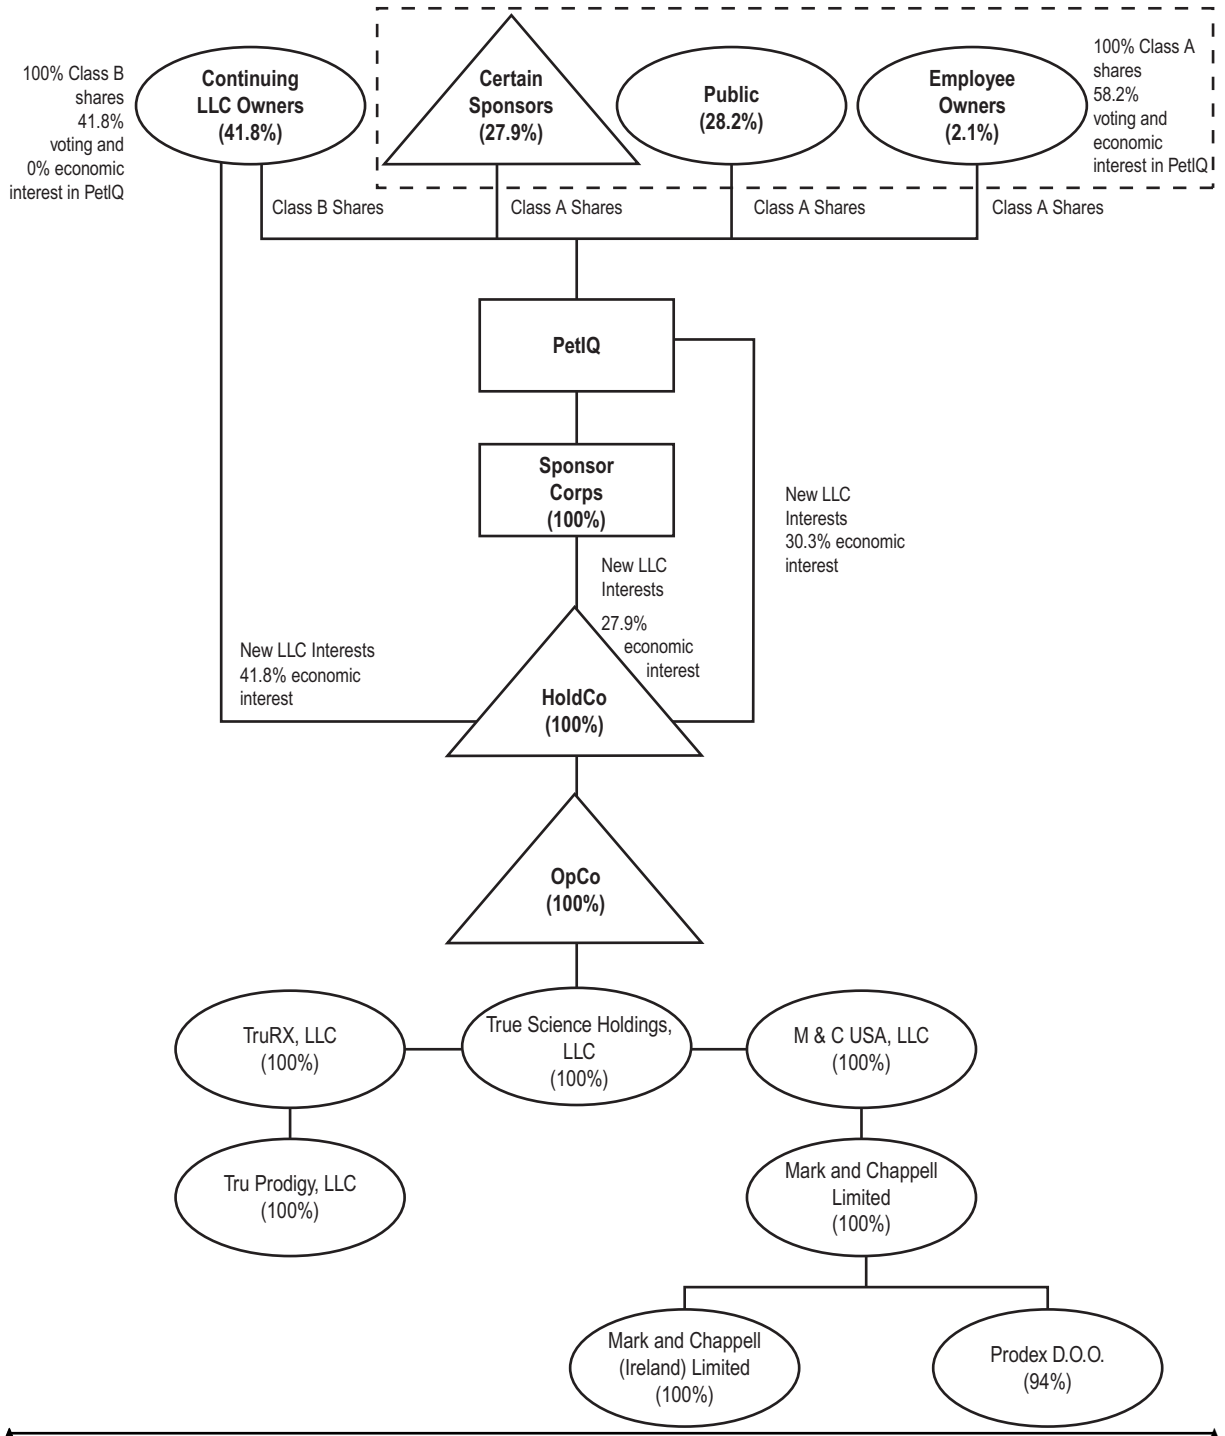 100% Class B
shares
41.8%
voting and
0% economic
interest in PetIQ
Continuing
LLC Owners
(41.8%)
Certain
Sponsors
(27.9%)
Public
(28.2%)
Employee
Owners
(2.1%)
100% Class A
shares
58.2%
voting and
economic
interest in PetIQ
Class B Shares
Class A Shares
Class A Shares
Class A Shares
PetIQ
Sponsor
Corps
(100%)
New LLC
Interests
30.3% economic
interest
New LLC
Interests
27.9%
economic
interest
New LLC Interests
41.8% economic
interest
HoldCo
(100%)
OpCo
(100%)
TruRX, LLC
(100%)
True Science Holdings,
LLC
(100%)
M & C USA, LLC
(100%)
Tru Prodigy, LLC
(100%)
Mark and Chappell
Limited
(100%)
Mark and Chappell
(Ireland) Limited
(100%)
Prodex D.O.O.
(94%)